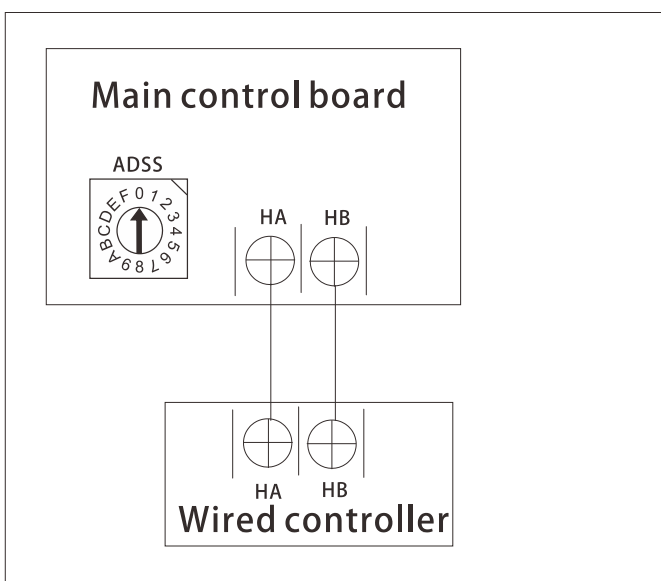 Main control board
ADSS
0123456789ABCDEF
HA HB
HA HB
Wired controller